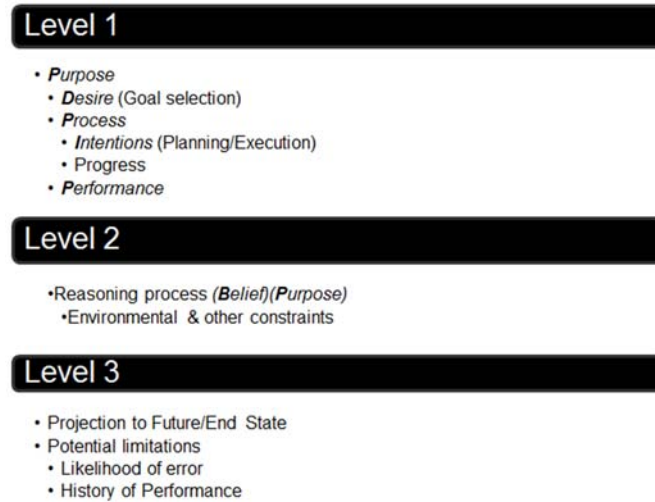 Level 1
• Purpose
• Desire (Goal selection)
• Process
• Intentions (Planning/Execution)
• Progress
• Performance
Level 2
•Reasoning process (Belief)(Purpose)
•Environmental & other constraints
Level 3
• Projection to Future/End State
• Potential limitations
• Likelihood of error
• History of Performance